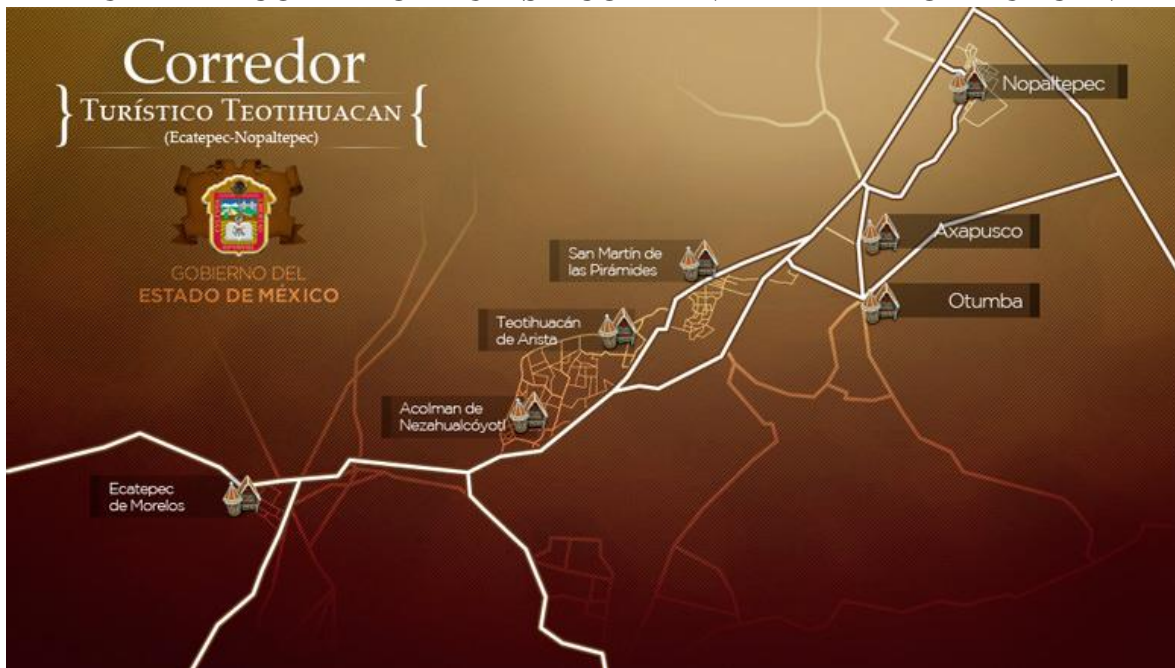 Corredor
TURÍSTICO TEOTIHUACAN
(Ecatepec-Nopaltepec)
GOBIERNO DEL
ESTADO DE MÉXICO
Nopaltepec
Axapusco
San Martín de
las Pirámides
Otumba
Teotihuacán
de Arista
Acolman de
Nezahualcóyotl
Ecatepec
de Morelos